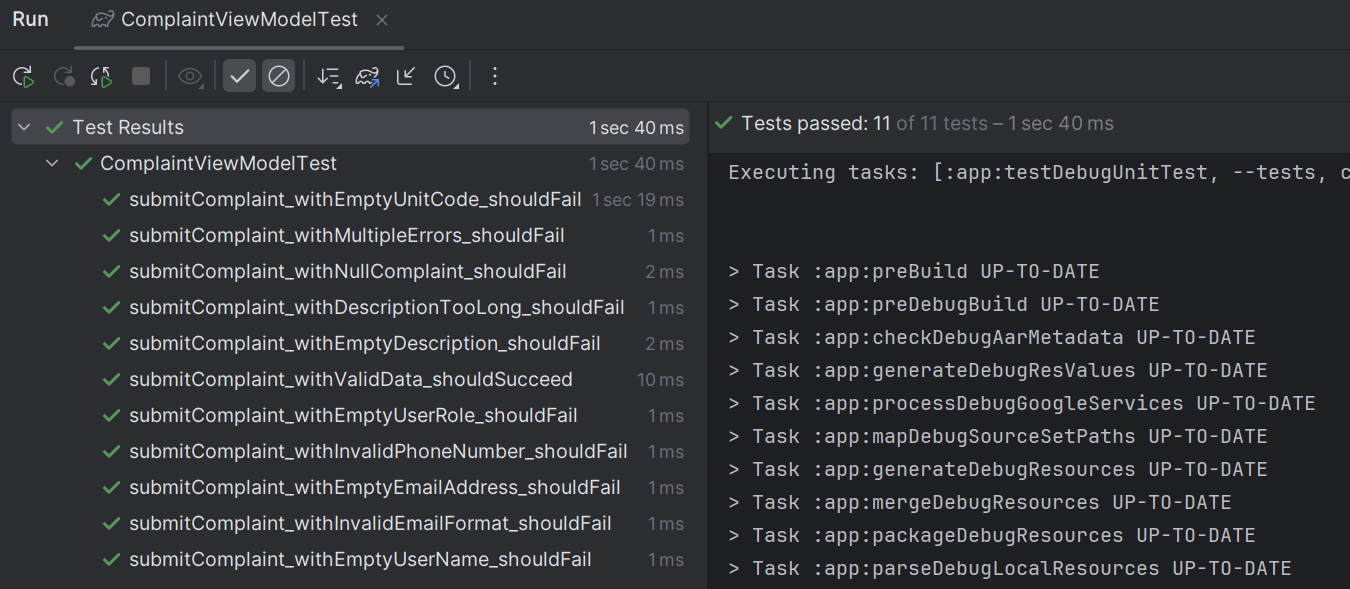 Run ComplaintViewModelTest
Test Results 1 sec 40 ms
ComplaintViewModelTest 1 sec 40 ms
submitComplaint_withEmptyUnitCode_shouldFail 1 sec 19 ms
submitComplaint_withMultipleErrors_shouldFail 1 ms
submitComplaint_withNullComplaint_shouldFail 2 ms
submitComplaint_withDescriptionTooLong_shouldFail 1 ms
submitComplaint_withEmptyDescription_shouldFail 2 ms
submitComplaint_withValidData_shouldSucceed 10 ms
submitComplaint_withEmptyUserRole_shouldFail 1 ms
submitComplaint_withInvalidPhoneNumber_shouldFail 1 ms
submitComplaint_withEmptyEmailAddress_shouldFail 1 ms
submitComplaint_withInvalidEmailFormat_shouldFail 1 ms
submitComplaint_withEmptyUserName_shouldFail 1 ms
Tests passed: 11 of 11 tests – 1 sec 40 ms
Executing tasks: [:app:testDebugUnitTest, --tests, c
> Task :app:preBuild UP-TO-DATE
> Task :app:preDebugBuild UP-TO-DATE
> Task :app:checkDebugAarMetadata UP-TO-DATE
> Task :app:generateDebugResValues UP-TO-DATE
> Task :app:processDebugGoogleServices UP-TO-DATE
> Task :app:mapDebugSourceSetPaths UP-TO-DATE
> Task :app:generateDebugResources UP-TO-DATE
> Task :app:mergeDebugResources UP-TO-DATE
> Task :app:packageDebugResources UP-TO-DATE
> Task :app:parseDebugLocalResources UP-TO-DATE